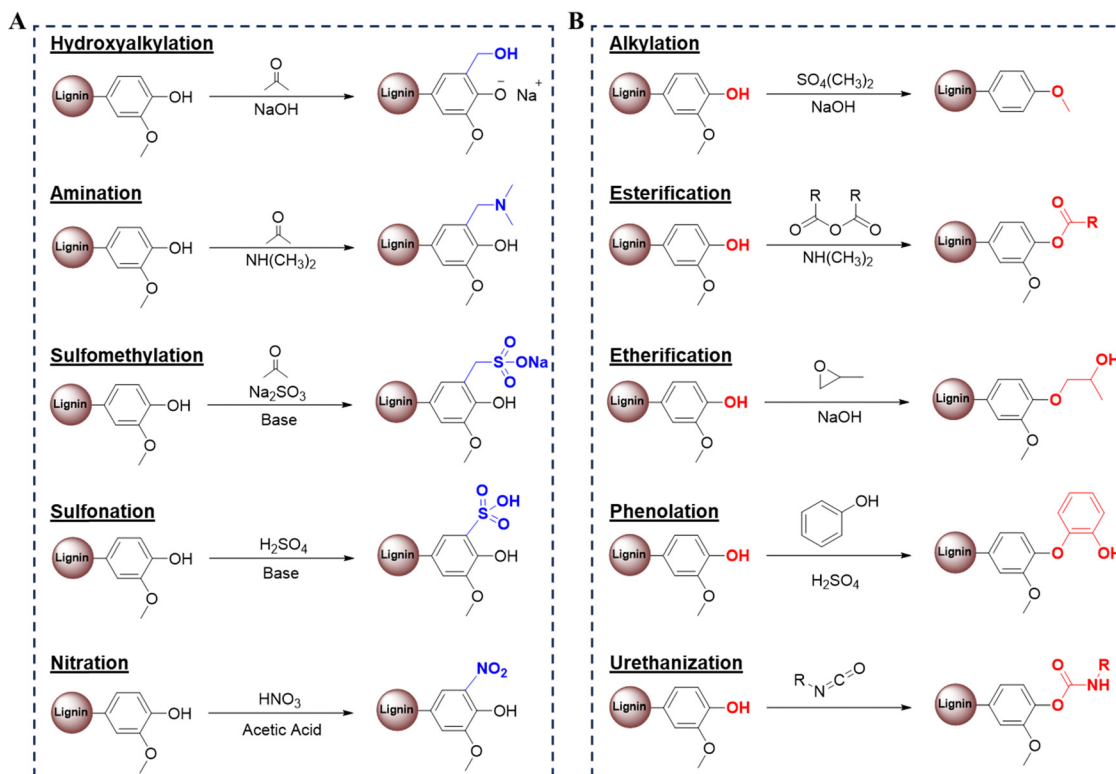 A
Hydroxyalkylation
Lignin
OH
O
O
NaOH
Lignin
OH
O⁻ Na⁺
O
Amination
Lignin
OH
O
O
NH(CH₃)₂
Lignin
N
OH
O
Sulfomethylation
Lignin
OH
O
O
Na₂SO₃
Base
Lignin
O
S
ONa
O
OH
O
Sulfonation
Lignin
OH
O
H₂SO₄
Base
Lignin
O
OH
S
O
OH
O
Nitration
Lignin
OH
O
HNO₃
Acetic Acid
Lignin
NO₂
OH
O
B
Alkylation
Lignin
OH
O
SO₄(CH₃)₂
NaOH
Lignin
O
Esterification
Lignin
OH
O
R R
O O O
NH(CH₃)₂
Lignin
O
O R
O
Etherification
Lignin
OH
O
O
NaOH
Lignin
OH
O
O
Phenolation
Lignin
OH
O
OH
H₂SO₄
Lignin
O
OH
O
Urethanization
Lignin
OH
O
R N C O
Lignin
O R
O NH
O